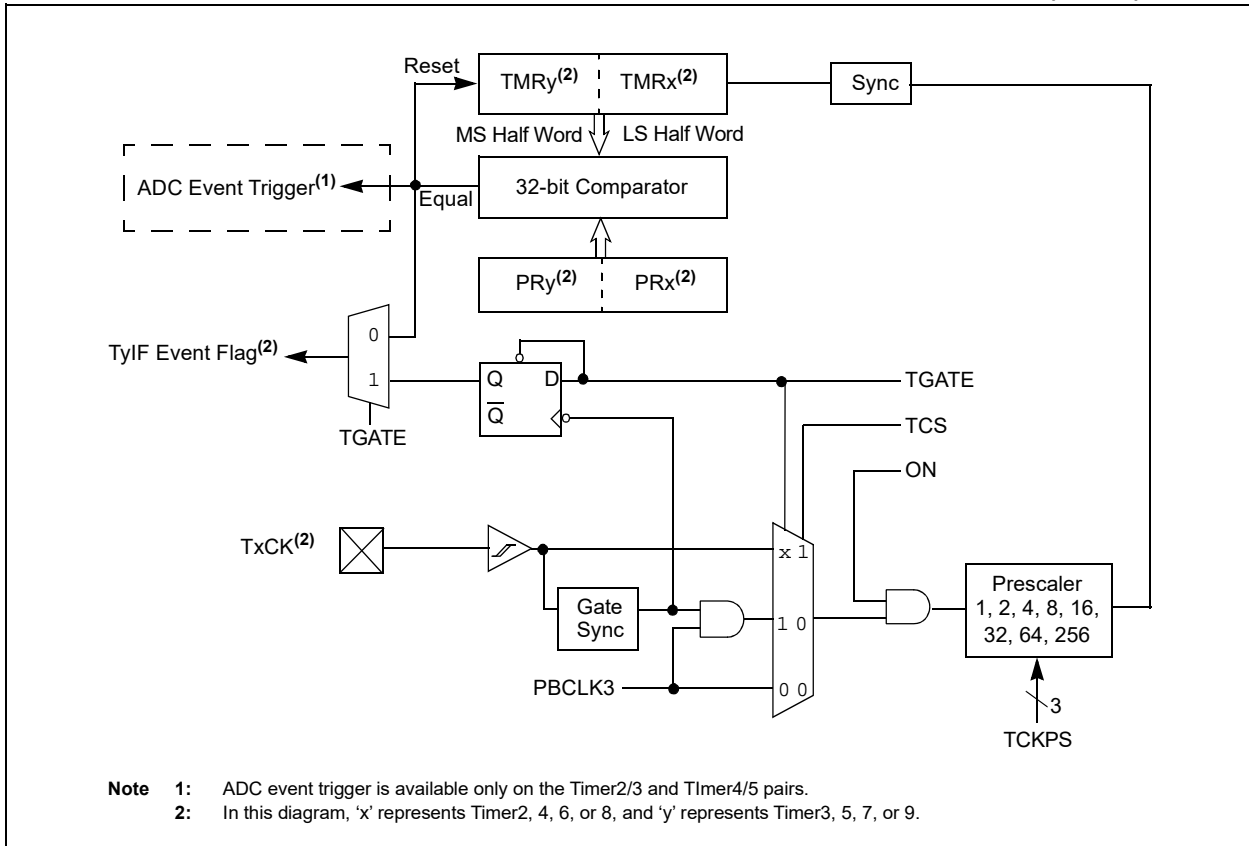 Reset
TMRy(2) TMRx(2)
Sync
MS Half Word LS Half Word
ADC Event Trigger(1)
Equal
32-bit Comparator
PRy(2) PRx(2)
0
TyIF Event Flag(2)
1
Q D
Q
TGATE
TGATE
TCS
ON
TxCK(2)
x 1
Gate
Sync
1 0
Prescaler
1, 2, 4, 8, 16,
32, 64, 256
PBCLK3
0 0
3
TCKPS
Note 1: ADC event trigger is available only on the Timer2/3 and TImer4/5 pairs.
2: In this diagram, ‘x’ represents Timer2, 4, 6, or 8, and ‘y’ represents Timer3, 5, 7, or 9.